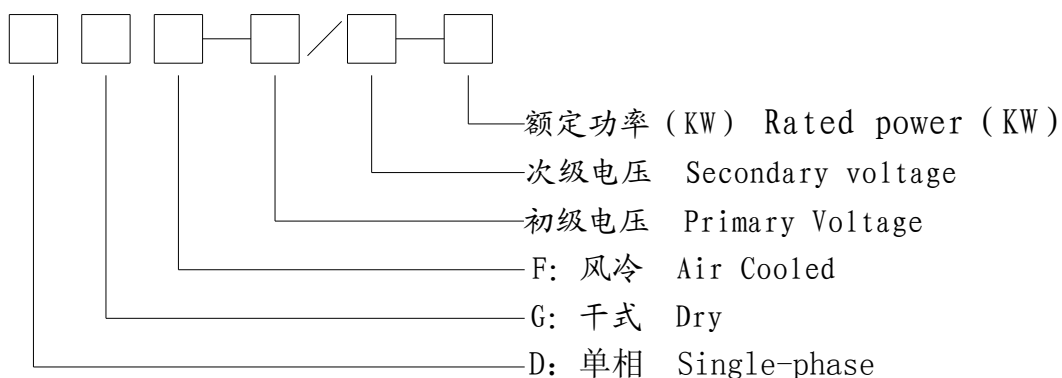 额定功率（KW） Rated power（KW）
次级电压 Secondary voltage
初级电压 Primary Voltage
F: 风冷 Air Cooled
G: 干式 Dry
D: 单相 Single-phase